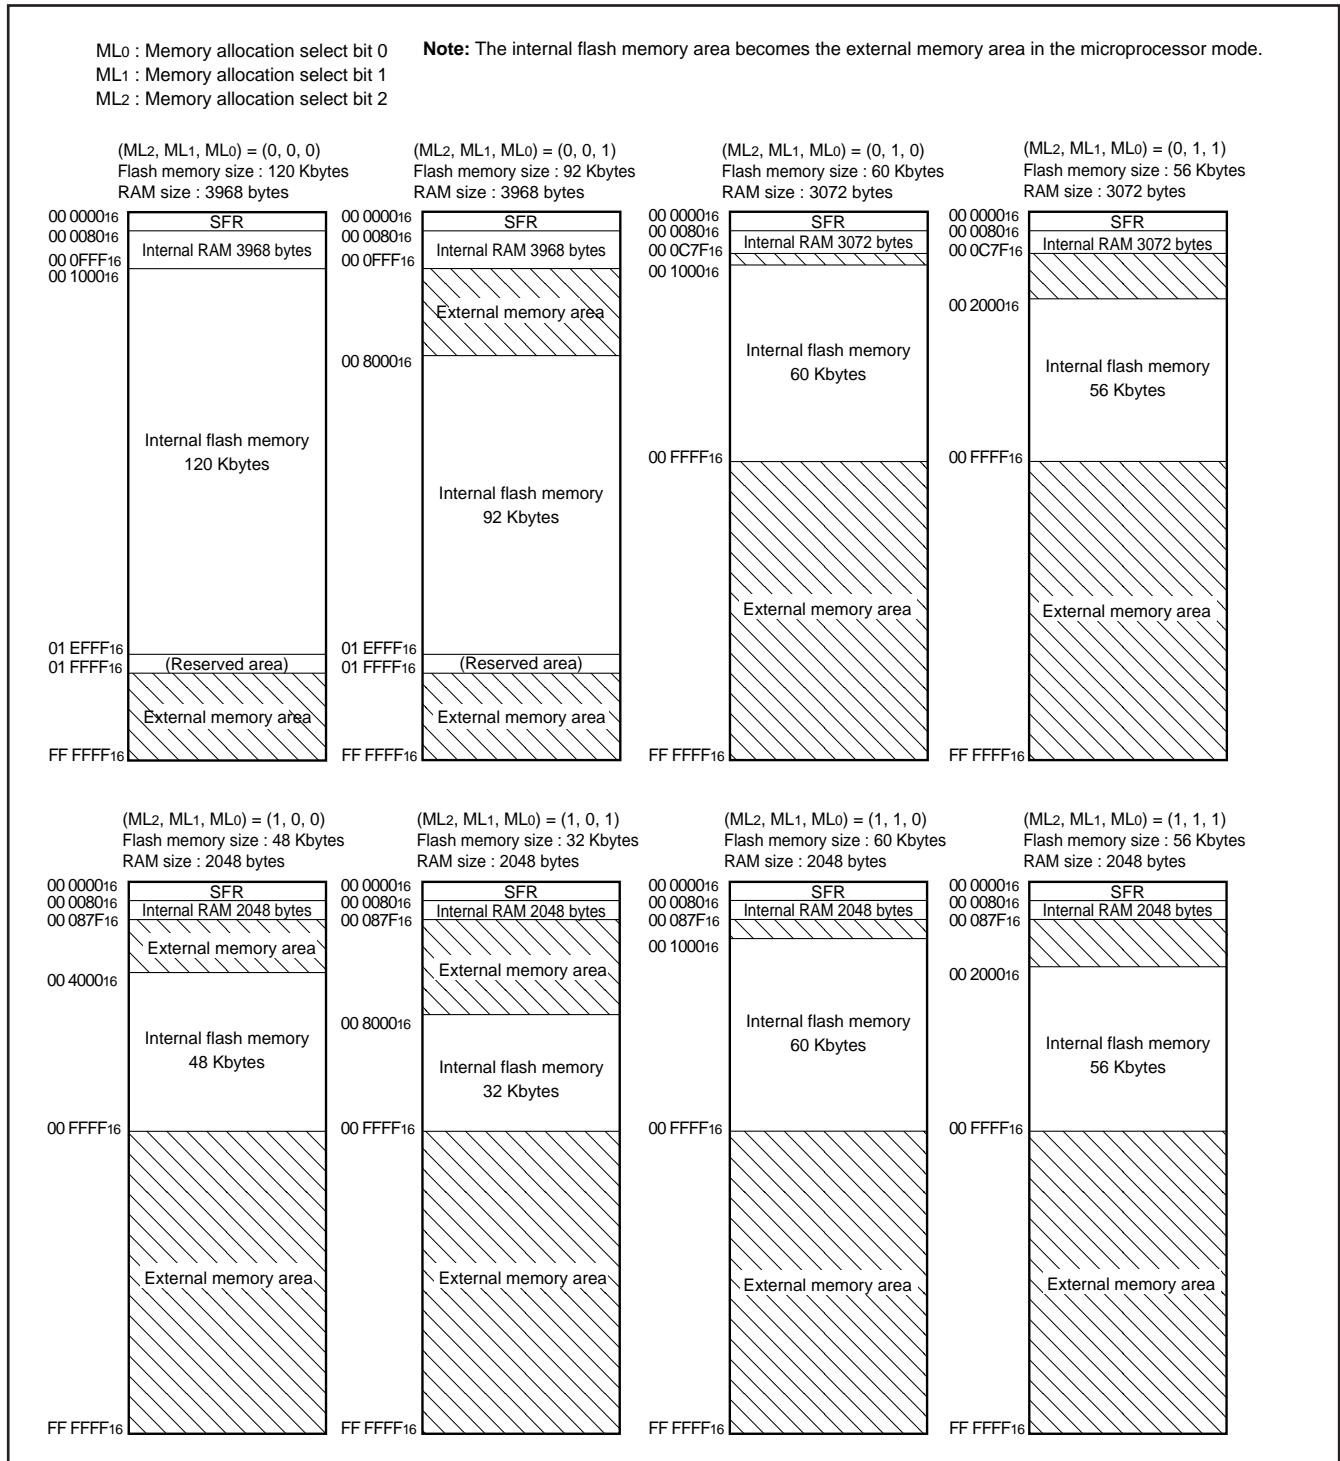 ML0 : Memory allocation select bit 0
ML1 : Memory allocation select bit 1
ML2 : Memory allocation select bit 2
Note: The internal flash memory area becomes the external memory area in the microprocessor mode.
(ML2, ML1, ML0) = (0, 0, 0)
Flash memory size : 120 Kbytes
RAM size : 3968 bytes
00 000016
SFR
00 008016
Internal RAM 3968 bytes
00 0FFF16
00 100016
Internal flash memory
120 Kbytes
01 EFFF16
01 FFFF16
(Reserved area)
External memory area
FF FFFF16
(ML2, ML1, ML0) = (0, 0, 1)
Flash memory size : 92 Kbytes
RAM size : 3968 bytes
00 000016
SFR
00 008016
Internal RAM 3968 bytes
00 0FFF16
External memory area
00 800016
Internal flash memory
92 Kbytes
01 EFFF16
01 FFFF16
(Reserved area)
External memory area
FF FFFF16
(ML2, ML1, ML0) = (0, 1, 0)
Flash memory size : 60 Kbytes
RAM size : 3072 bytes
00 000016
SFR
00 008016
Internal RAM 3072 bytes
00 0C7F16
00 100016
Internal flash memory
60 Kbytes
00 FFFF16
External memory area
FF FFFF16
(ML2, ML1, ML0) = (0, 1, 1)
Flash memory size : 56 Kbytes
RAM size : 3072 bytes
00 000016
SFR
00 008016
Internal RAM 3072 bytes
00 0C7F16
00 200016
Internal flash memory
56 Kbytes
00 FFFF16
External memory area
FF FFFF16
(ML2, ML1, ML0) = (1, 0, 0)
Flash memory size : 48 Kbytes
RAM size : 2048 bytes
00 000016
SFR
00 008016
Internal RAM 2048 bytes
00 087F16
External memory area
00 400016
Internal flash memory
48 Kbytes
00 FFFF16
External memory area
FF FFFF16
(ML2, ML1, ML0) = (1, 0, 1)
Flash memory size : 32 Kbytes
RAM size : 2048 bytes
00 000016
SFR
00 008016
Internal RAM 2048 bytes
00 087F16
External memory area
00 800016
Internal flash memory
32 Kbytes
00 FFFF16
External memory area
FF FFFF16
(ML2, ML1, ML0) = (1, 1, 0)
Flash memory size : 60 Kbytes
RAM size : 2048 bytes
00 000016
SFR
00 008016
Internal RAM 2048 bytes
00 087F16
00 100016
Internal flash memory
60 Kbytes
00 FFFF16
External memory area
FF FFFF16
(ML2, ML1, ML0) = (1, 1, 1)
Flash memory size : 56 Kbytes
RAM size : 2048 bytes
00 000016
SFR
00 008016
Internal RAM 2048 bytes
00 087F16
00 200016
Internal flash memory
56 Kbytes
00 FFFF16
External memory area
FF FFFF16